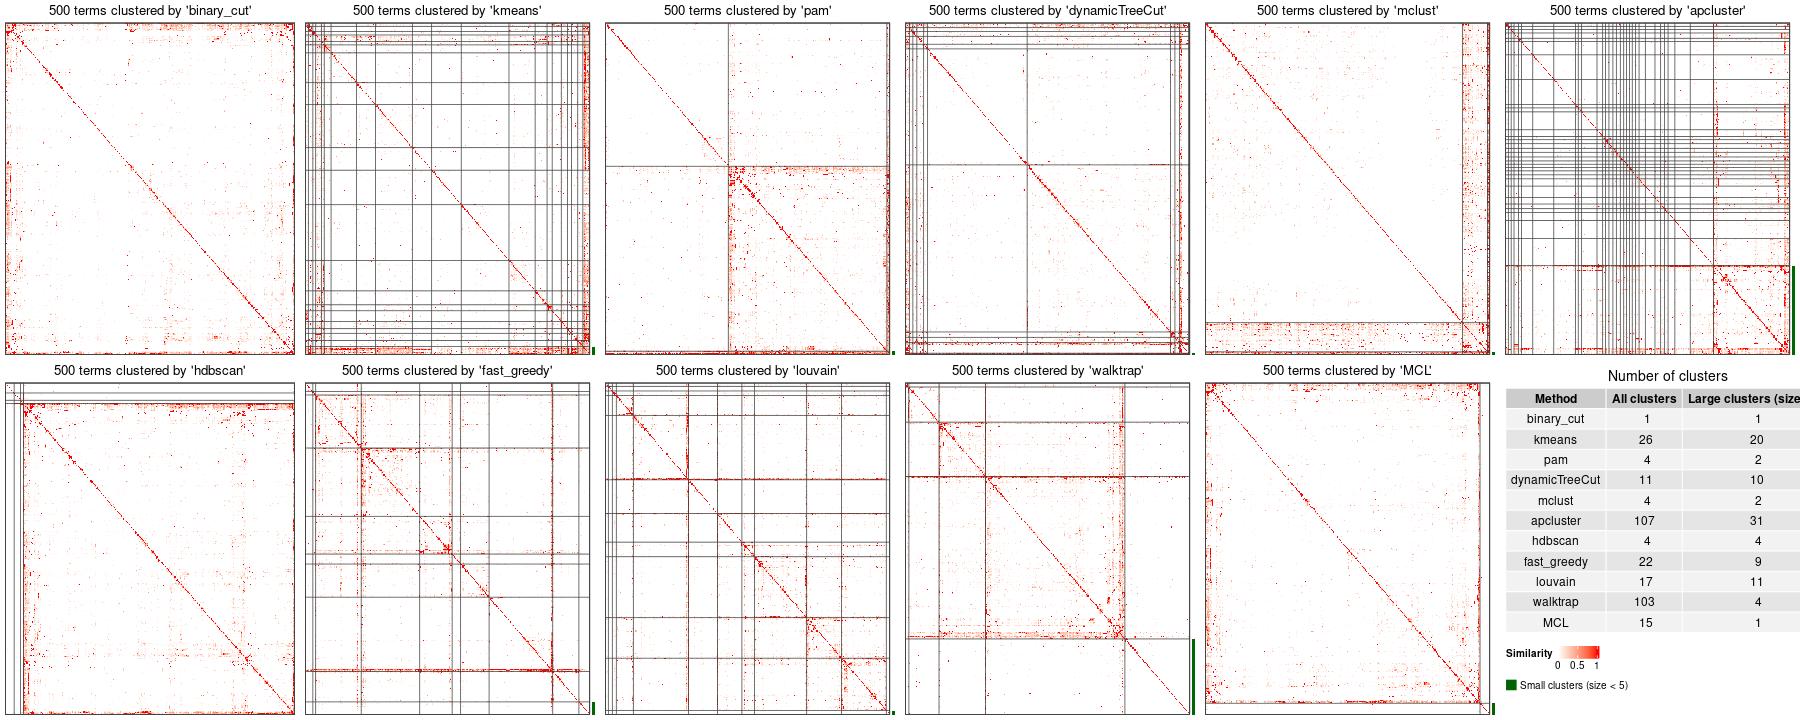 500 terms clustered by 'binary_cut'
500 terms clustered by 'kmeans'
500 terms clustered by 'pam'
500 terms clustered by 'dynamicTreeCut'
500 terms clustered by 'mclust'
500 terms clustered by 'apcluster'
500 terms clustered by 'hdbscan'
500 terms clustered by 'fast_greedy'
500 terms clustered by 'louvain'
500 terms clustered by 'walktrap'
500 terms clustered by 'MCL'
Number of clusters
Method All clusters Large clusters (size
binary_cut 1 1
kmeans 26 20
pam 4 2
dynamicTreeCut 11 10
mclust 4 2
apcluster 107 31
hdbscan 4 4
fast_greedy 22 9
louvain 17 11
walktrap 103 4
MCL 15 1
Similarity
0 0.5 1
Small clusters (size < 5)